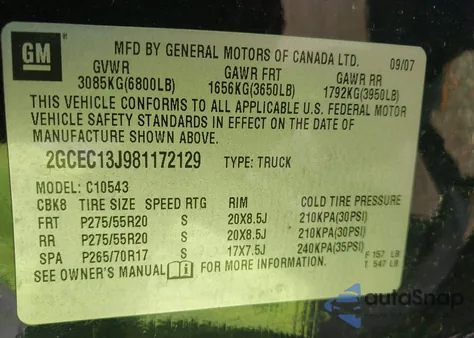 GM
MFD BY GENERAL MOTORS OF CANADA LTD. 09/07
GVWR GAWR FRT GAWR RR
3085KG(6800LB) 1656KG(3650LB) 1792KG(3950LB)
THIS VEHICLE CONFORMS TO ALL APPLICABLE U.S. FEDERAL MOTOR
VEHICLE SAFETY STANDARDS IN EFFECT ON THE DATE OF
MANUFACTURE SHOWN ABOVE.
2GCEC13J981172129 TYPE: TRUCK
MODEL: C10543
CBK8 TIRE SIZE SPEED RTG RIM COLD TIRE PRESSURE
FRT P275/55R20 S 20X8.5J 210KPA(30PSI)
RR P275/55R20 S 20X8.5J 210KPA(30PSI)
SPA P265/70R17 S 17X7.5J 240KPA(35PSI) F 157 LB
SEE OWNER'S MANUAL FOR MORE INFORMATION. T 547 LB
autoSnap